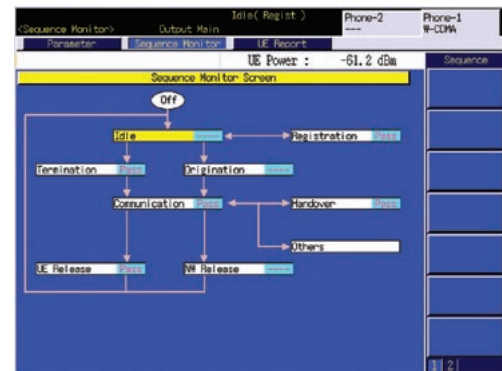 Idle( Regist )
Phone-2
Phone-1
<Sequence Monitor>
Output Main
----
W-CDMA
Parameter
Sequence Monitor
UE Report
UE Power : -61.2 dBm
Sequence
Sequence Monitor Screen
Off
Idle ----
Registration Pass
Termination Pass
Origination ----
Communication Pass
Handover Pass
Others
UE Release Pass
NW Release ----
1 2